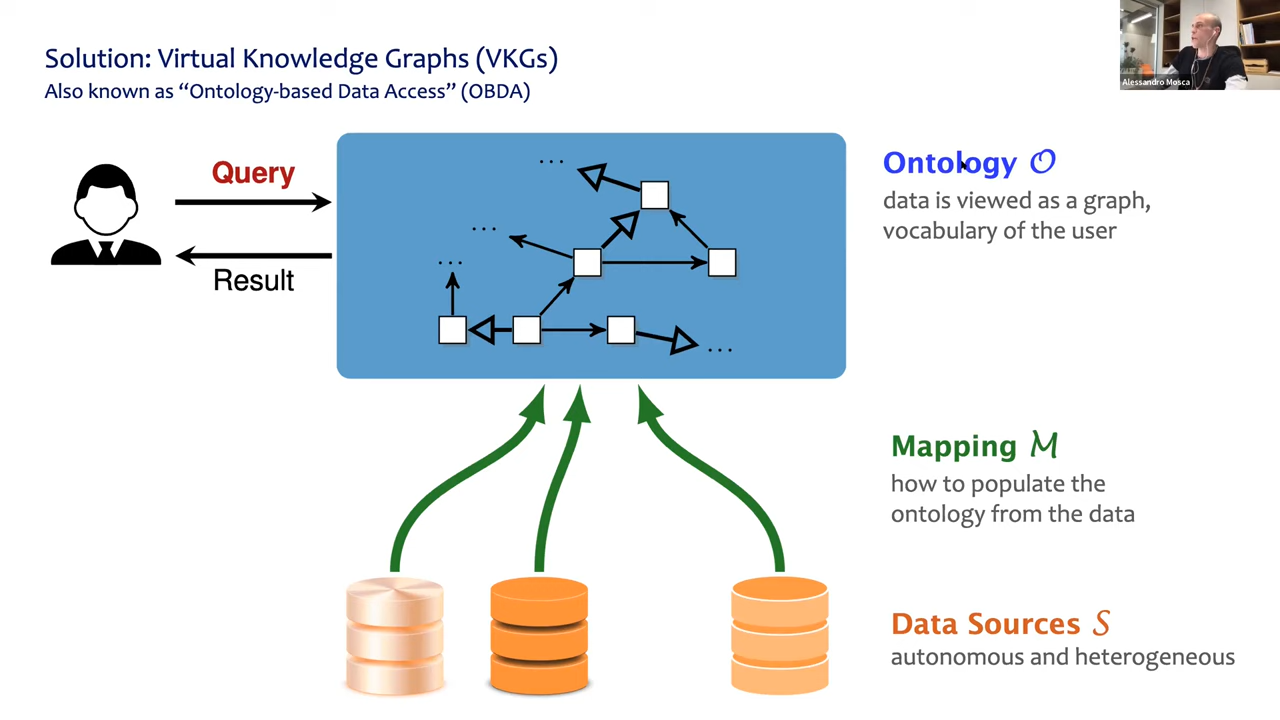 Solution: Virtual Knowledge Graphs (VKGs)
Also known as “Ontology-based Data Access” (OBDA)
Alessandro Mosca
Query
Result
...
...
...
...
Ontology 𝒪
data is viewed as a graph,
vocabulary of the user
Mapping ℳ
how to populate the
ontology from the data
Data Sources 𝒮
autonomous and heterogeneous